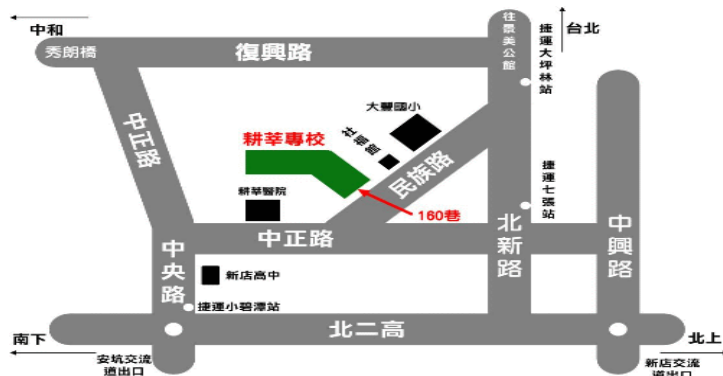 中和
秀朗橋
復興路
往景美公館
台北
捷運大坪林站
中正路
大豐國小
社福館
耕莘專校
民族路
捷運七張站
耕莘醫院
160巷
中正路
北新路
中興路
中央路
新店高中
捷運小碧潭站
北二高
南下
北上
安坑交流
道出口
新店交流
道出口